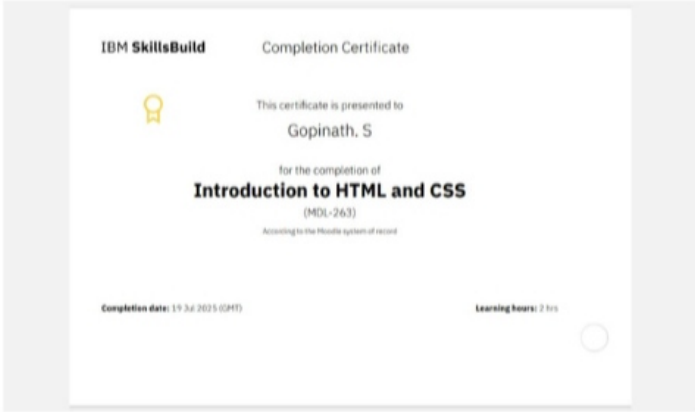 IBM SkillsBuild
Completion Certificate
This certificate is presented to
Gopinath. S
for the completion of
Introduction to HTML and CSS
(MDL-263)
According to the Moodle system of record
Completion date: 19 Jul 2025 (GMT)
Learning hours: 2 hrs